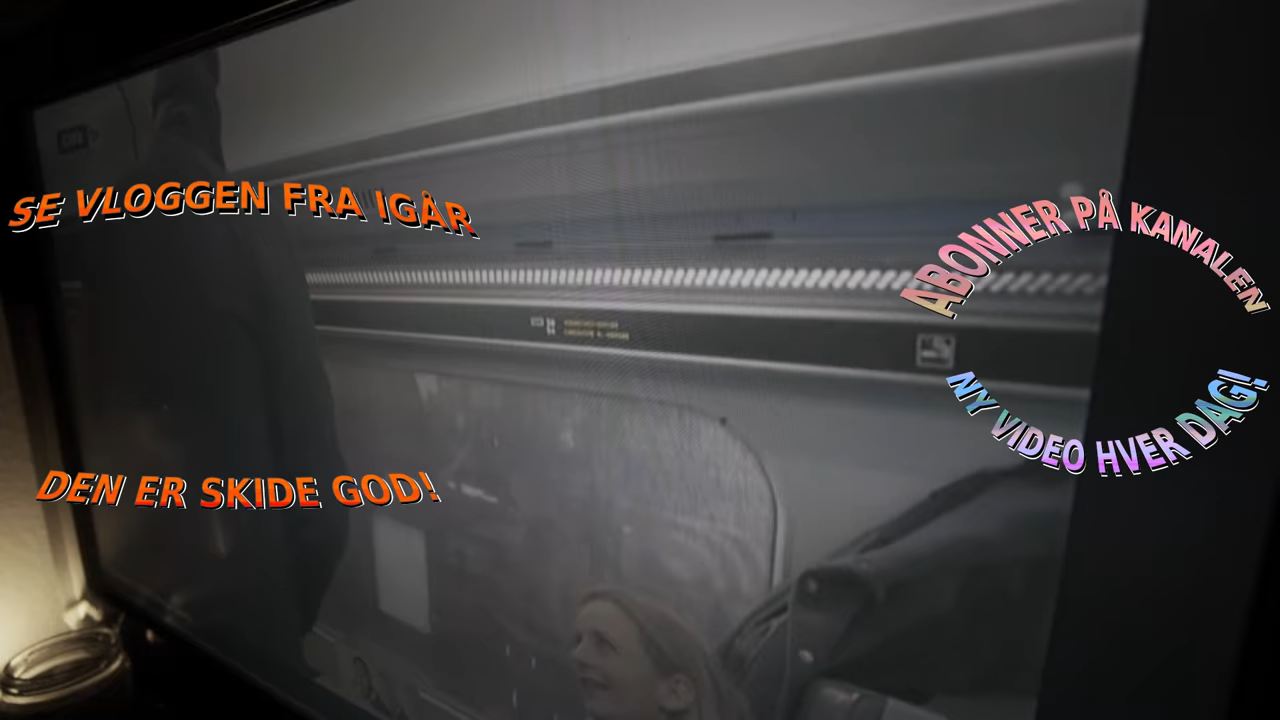 SE VLOGGEN FRA IGÅR
ABONNER PÅ KANALEN
NY VIDEO HVER DAG!
DEN ER SKIDE GOD!